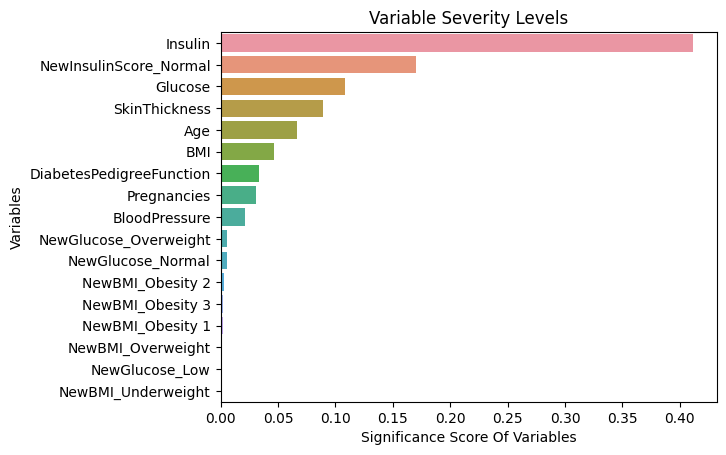 Variable Severity Levels
Variables
Insulin
NewInsulinScore_Normal
Glucose
SkinThickness
Age
BMI
DiabetesPedigreeFunction
Pregnancies
BloodPressure
NewGlucose_Overweight
NewGlucose_Normal
NewBMI_Obesity 2
NewBMI_Obesity 3
NewBMI_Obesity 1
NewBMI_Overweight
NewGlucose_Low
NewBMI_Underweight
0.00 0.05 0.10 0.15 0.20 0.25 0.30 0.35 0.40
Significance Score Of Variables